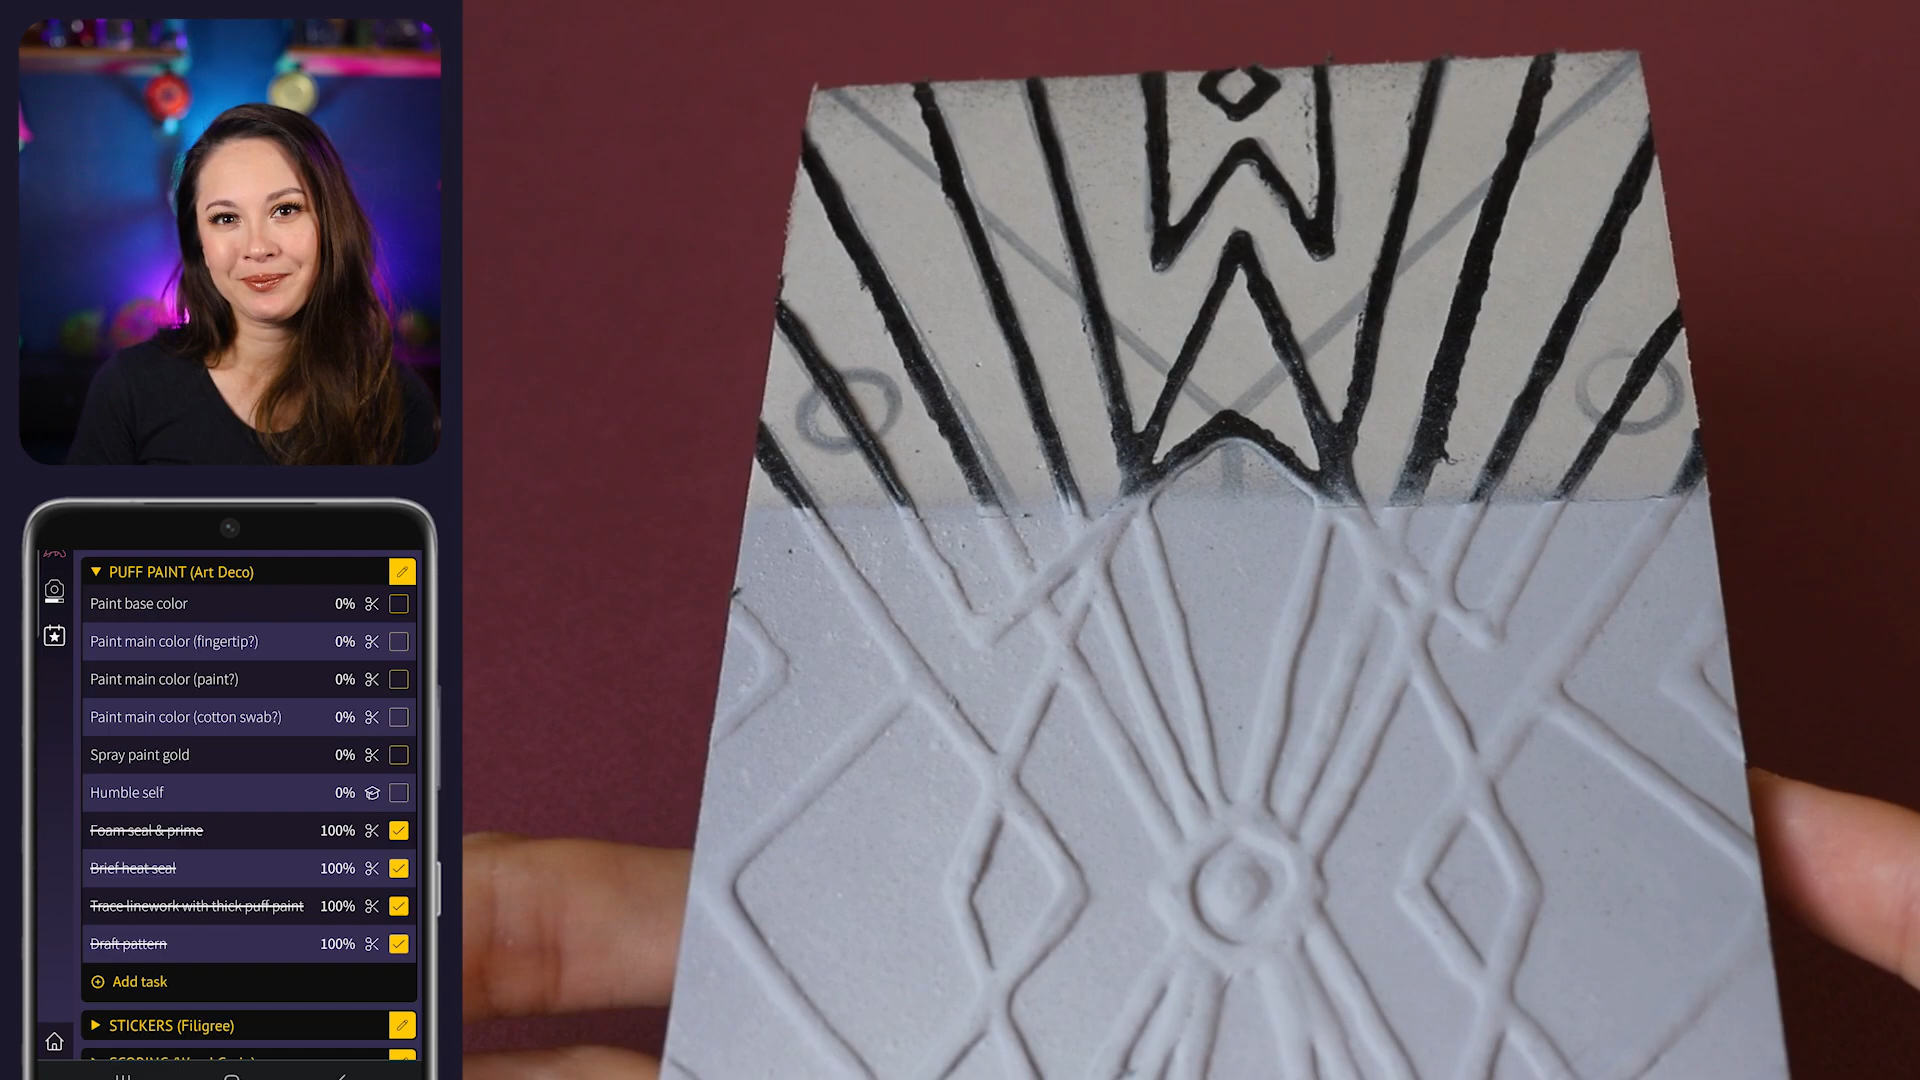 PUFF PAINT (Art Deco)
Paint base color 0%
Paint main color (fingertip?) 0%
Paint main color (paint?) 0%
Paint main color (cotton swab?) 0%
Spray paint gold 0%
Humble self 0%
Foam seal & prime 100%
Brief heat seal 100%
Trace linework with thick puff paint 100%
Draft pattern 100%
Add task
STICKERS (Filigree)